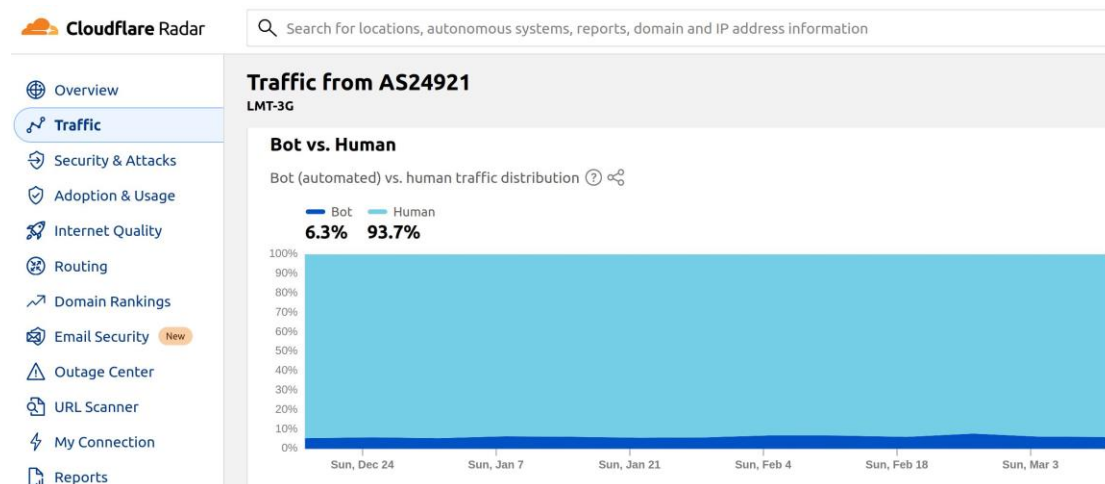 Cloudflare Radar
Search for locations, autonomous systems, reports, domain and IP address information
Overview
Traffic
Security & Attacks
Adoption & Usage
Internet Quality
Routing
Domain Rankings
Email Security New
Outage Center
URL Scanner
My Connection
Reports
Traffic from AS24921
LMT-3G
Bot vs. Human
Bot (automated) vs. human traffic distribution ?
Bot Human
6.3% 93.7%
100%
90%
80%
70%
60%
50%
40%
30%
20%
10%
0%
Sun, Dec 24 Sun, Jan 7 Sun, Jan 21 Sun, Feb 4 Sun, Feb 18 Sun, Mar 3